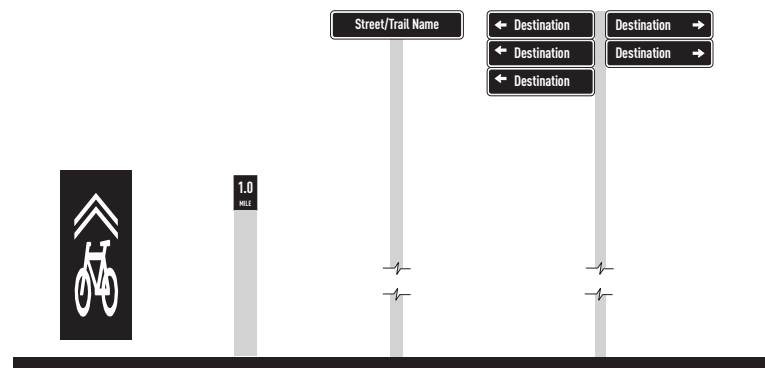 Street/Trail Name
← Destination
← Destination
← Destination
Destination →
Destination →
1.0
MILE